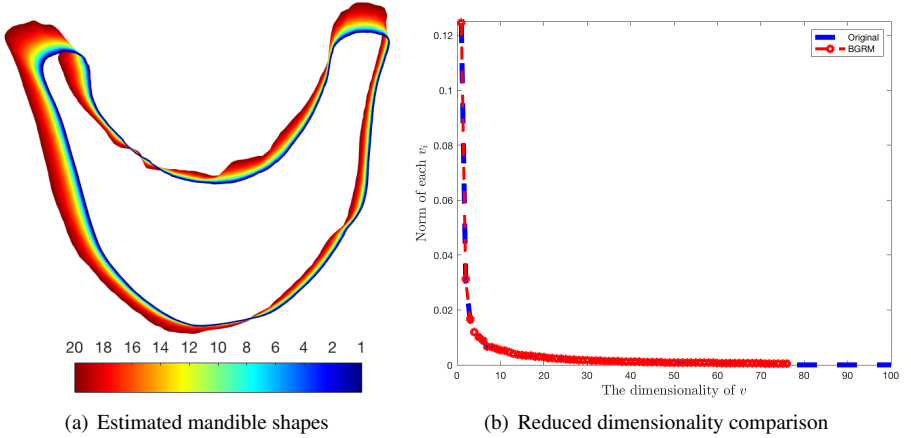 20 18 16 14 12 10 8 6 4 2 1
(a) Estimated mandible shapes
Original
BGRM
0.12
0.1
0.08
0.06
0.04
0.02
0
Norm of each v_i
0 10 20 30 40 50 60 70 80 90 100
The dimensionality of v
(b) Reduced dimensionality comparison